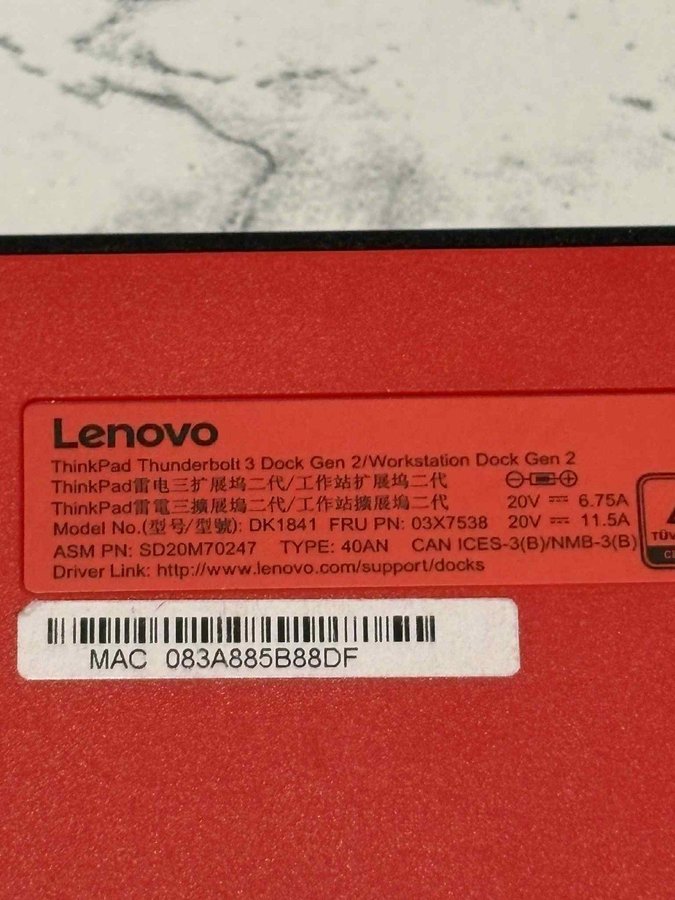 Lenovo
ThinkPad Thunderbolt 3 Dock Gen 2/Workstation Dock Gen 2
ThinkPad雷电三扩展坞二代/工作站扩展坞二代
ThinkPad雷電三擴展塢二代/工作站擴展塢二代 20V ⎓ 6.75A
Model No.(型号/型號): DK1841 FRU PN: 03X7538 20V ⎓ 11.5A
ASM PN: SD20M70247 TYPE: 40AN CAN ICES-3(B)/NMB-3(B)
Driver Link: http://www.lenovo.com/support/docks
MAC 083A885B88DF